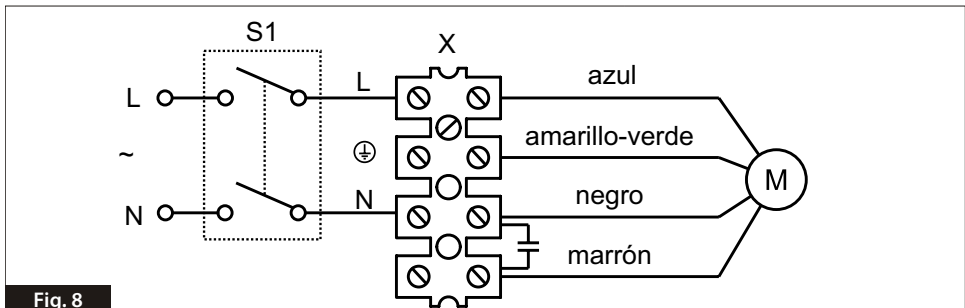 S1
X
L
L
azul
~
amarillo-verde
M
N
N
negro
marrón
Fig. 8